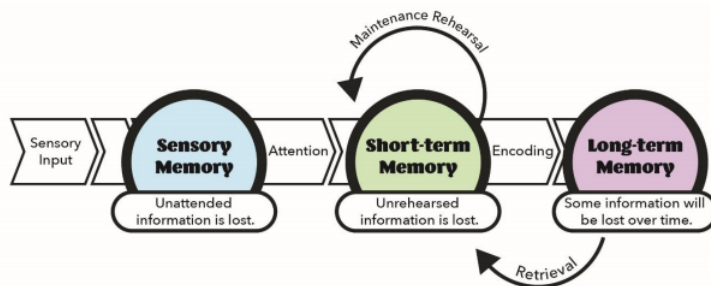 Maintenance Rehearsal
Sensory
Input
Sensory
Memory
Attention
Short-term
Memory
Encoding
Long-term
Memory
Unattended
information is lost.
Unrehearsed
information is lost.
Some information will
be lost over time.
Retrieval